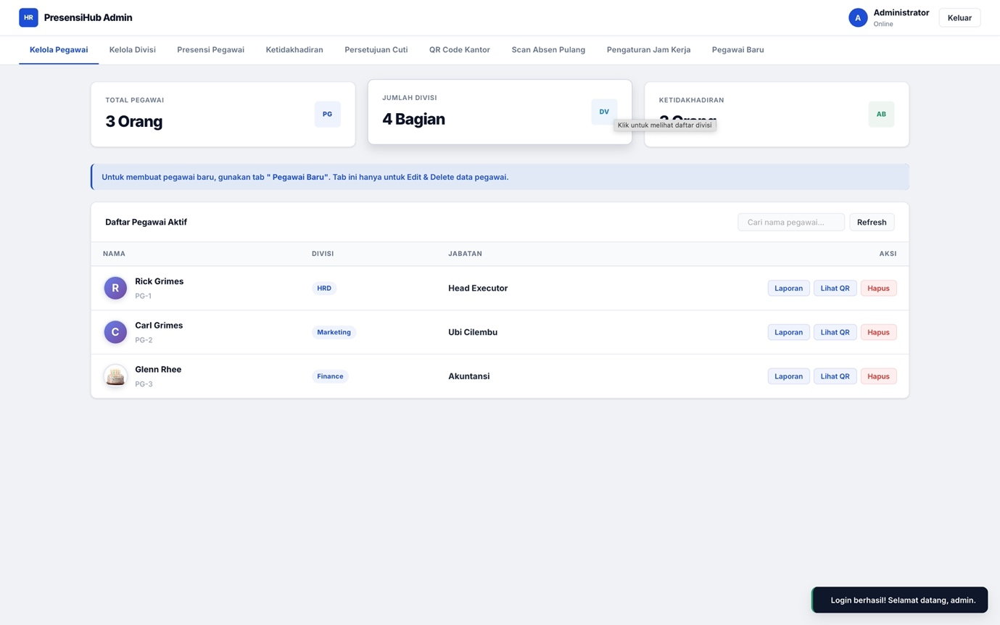 HR
PresensiHub Admin
A
Administrator
Online
Keluar
Kelola Pegawai
Kelola Divisi
Presensi Pegawai
Ketidakhadiran
Persetujuan Cuti
QR Code Kantor
Scan Absen Pulang
Pengaturan Jam Kerja
Pegawai Baru
TOTAL PEGAWAI
3 Orang
PG
JUMLAH DIVISI
4 Bagian
DV
KETIDAKHADIRAN
Orang
AB
Klik untuk melihat daftar divisi
Untuk membuat pegawai baru, gunakan tab " Pegawai Baru". Tab ini hanya untuk Edit & Delete data pegawai.
Daftar Pegawai Aktif
Cari nama pegawai...
Refresh
NAMA
DIVISI
JABATAN
AKSI
R
Rick Grimes
PG-1
HRD
Head Executor
Laporan
Lihat QR
Hapus
C
Carl Grimes
PG-2
Marketing
Ubi Cilembu
Laporan
Lihat QR
Hapus
Glenn Rhee
PG-3
Finance
Akuntansi
Laporan
Lihat QR
Hapus
Login berhasil! Selamat datang, admin.